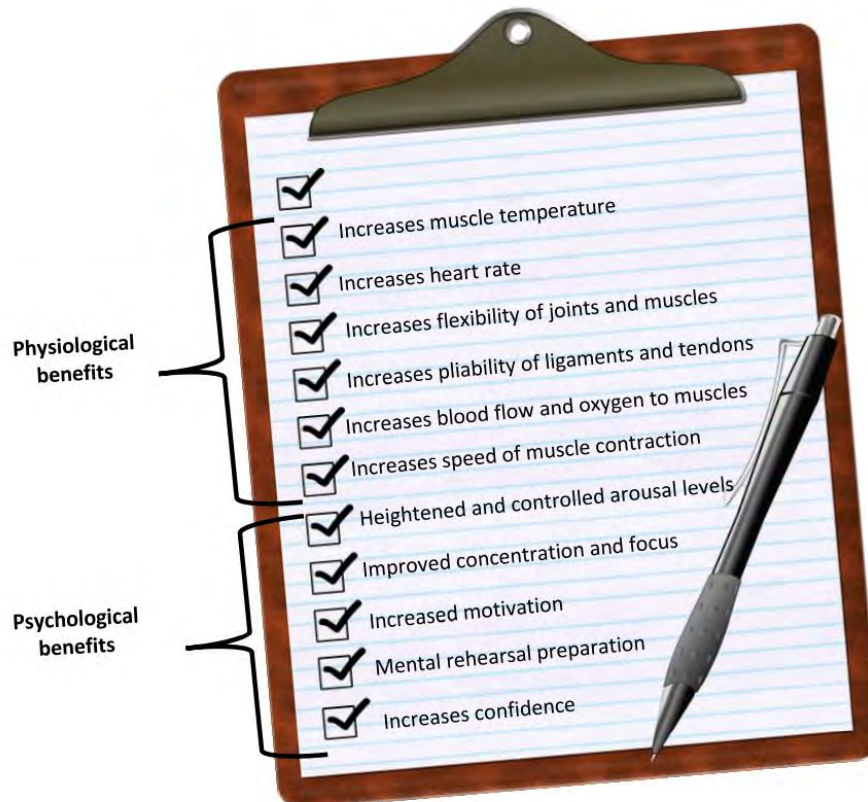 Increases muscle temperature
Increases heart rate
Increases flexibility of joints and muscles
Physiological
benefits
Increases pliability of ligaments and tendons
Increases blood flow and oxygen to muscles
Increases speed of muscle contraction
Heightened and controlled arousal levels
Improved concentration and focus
Psychological
benefits
Increased motivation
Mental rehearsal preparation
Increases confidence